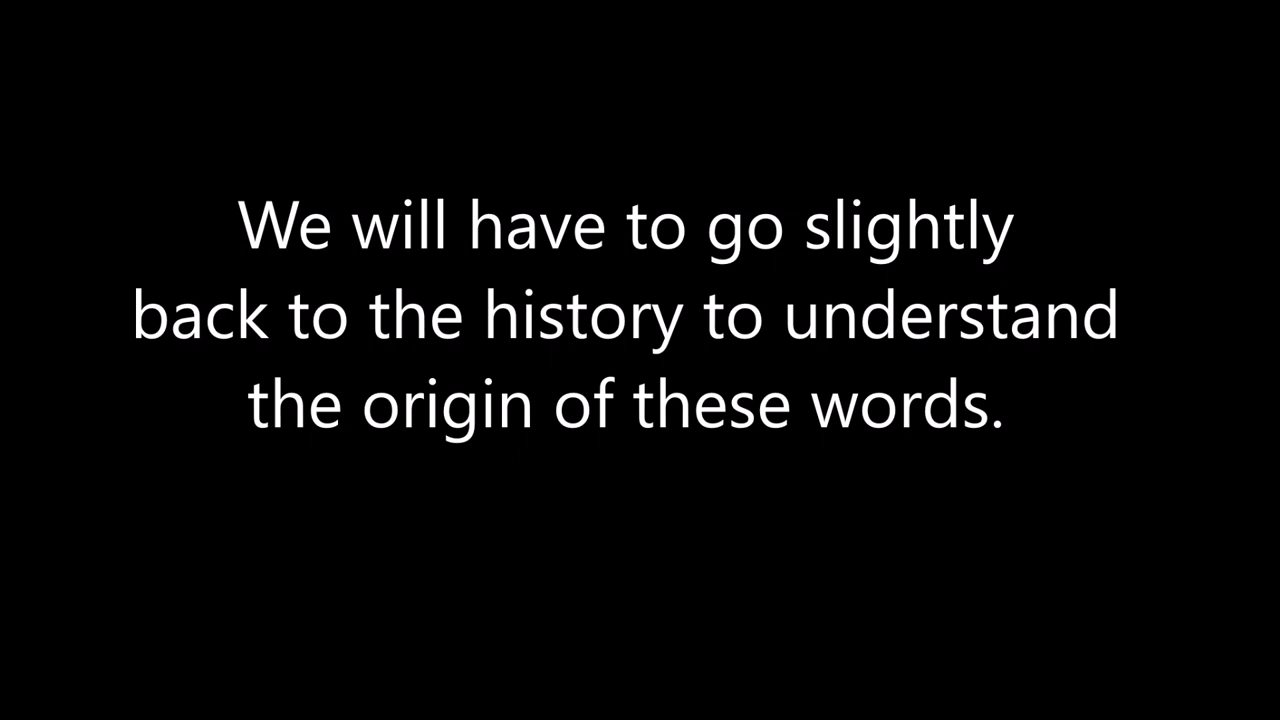 We will have to go slightly
back to the history to understand
the origin of these words.